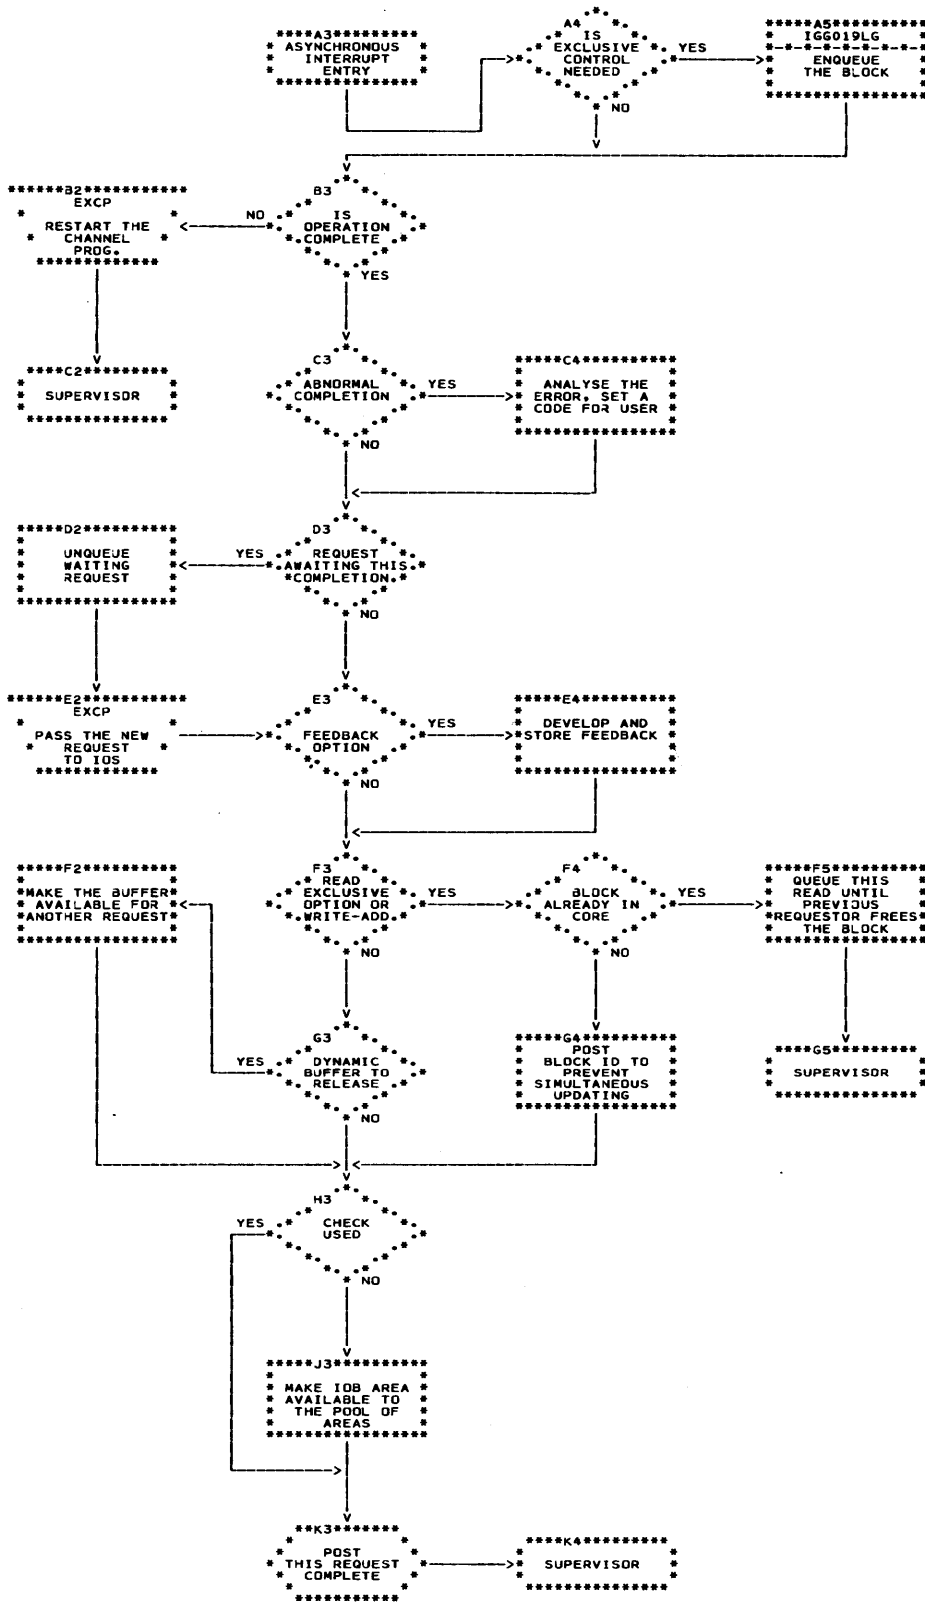 A3
ASYNCHRONOUS
INTERRUPT
ENTRY
A4
IS
EXCLUSIVE
CONTROL
NEEDED
YES
NO
A5
IGG019LG
ENQUEUE
THE BLOCK
B2
EXCP
RESTART THE
CHANNEL
PROG.
NO
B3
IS
OPERATION
COMPLETE
YES
C2
SUPERVISOR
C3
ABNORMAL
COMPLETION
YES
NO
C4
ANALYSE THE
ERROR, SET A
CODE FOR USER
D2
UNQUEUE
WAITING
REQUEST
YES
D3
REQUEST
AWAITING THIS
COMPLETION.
NO
E2
EXCP
PASS THE NEW
REQUEST
TO IOS
E3
FEEDBACK
OPTION
YES
NO
E4
DEVELOP AND
STORE FEEDBACK
F2
MAKE THE BUFFER
AVAILABLE FOR
ANOTHER REQUEST
F3
READ
EXCLUSIVE
OPTION OR
WRITE-ADD
YES
NO
F4
BLOCK
ALREADY IN
CORE
YES
NO
F5
QUEUE THIS
READ UNTIL
PREVIOUS
REQUESTOR FREES
THE BLOCK
YES
G3
DYNAMIC
BUFFER TO
RELEASE
NO
G4
POST
BLOCK ID TO
PREVENT
SIMULTANEOUS
UPDATING
G5
SUPERVISOR
H3
YES
CHECK
USED
NO
J3
MAKE IOB AREA
AVAILABLE TO
THE POOL OF
AREAS
K3
POST
THIS REQUEST
COMPLETE
K4
SUPERVISOR